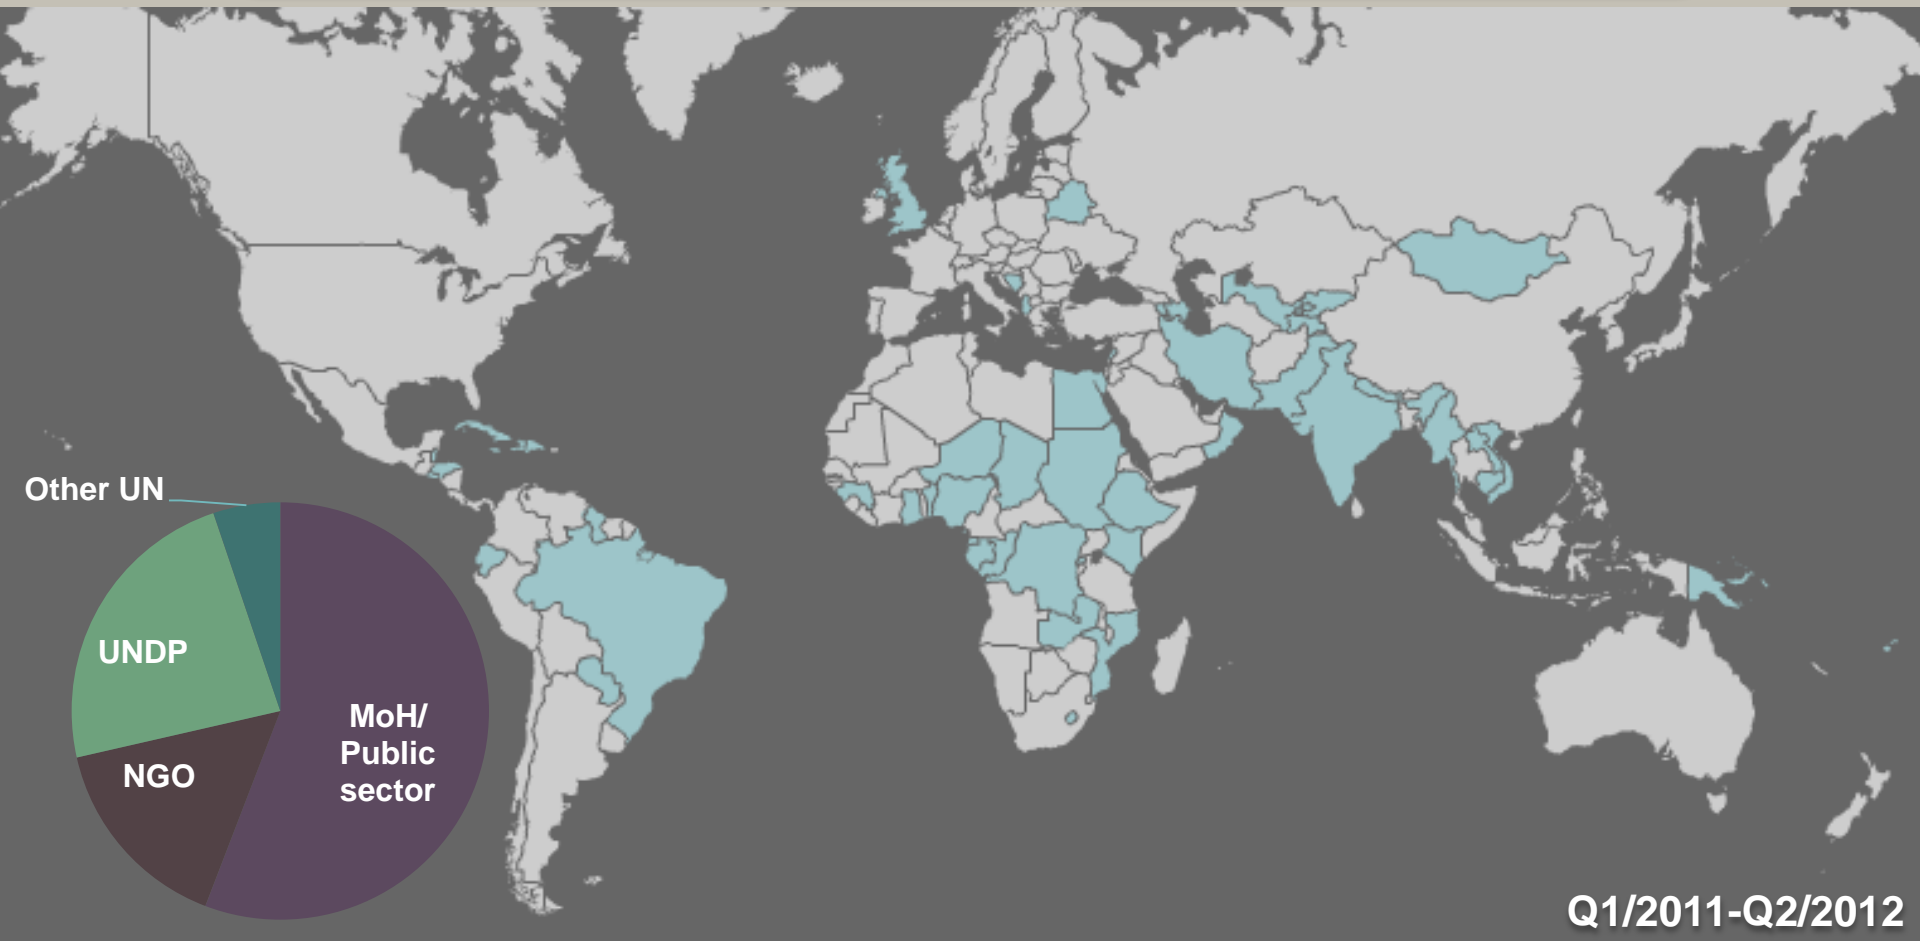 Other UN
UNDP
MoH/
Public
sector
NGO
Q1/2011-Q2/2012